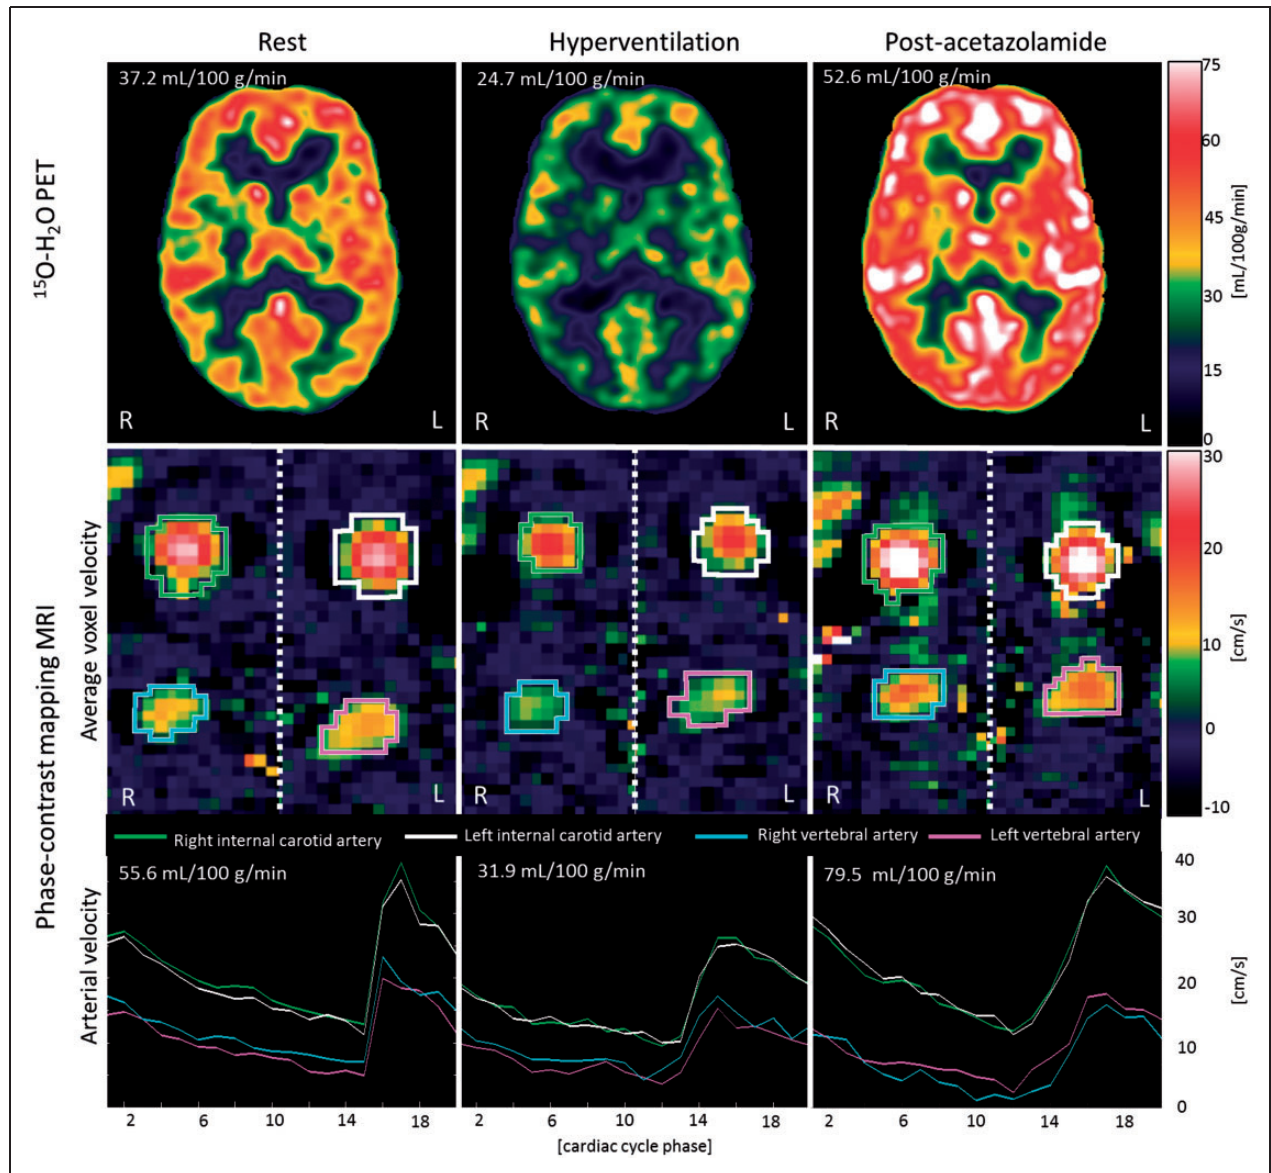 Rest
Hyperventilation
Post-acetazolamide
15O-H2O PET
37.2 mL/100 g/min
24.7 mL/100 g/min
52.6 mL/100 g/min
R
L
R
L
R
L
75
60
45
30
15
0
[mL/100g/min]
Phase-contrast mapping MRI
Average voxel velocity
R
L
R
L
30
20
10
0
-10
[cm/s]
Right internal carotid artery
Left internal carotid artery
Right vertebral artery
Left vertebral artery
Arterial velocity
55.6 mL/100 g/min
31.9 mL/100 g/min
79.5 mL/100 g/min
40
30
20
10
0
[cm/s]
2 6 10 14 18
2 6 10 14 18
2 6 10 14 18
[cardiac cycle phase]